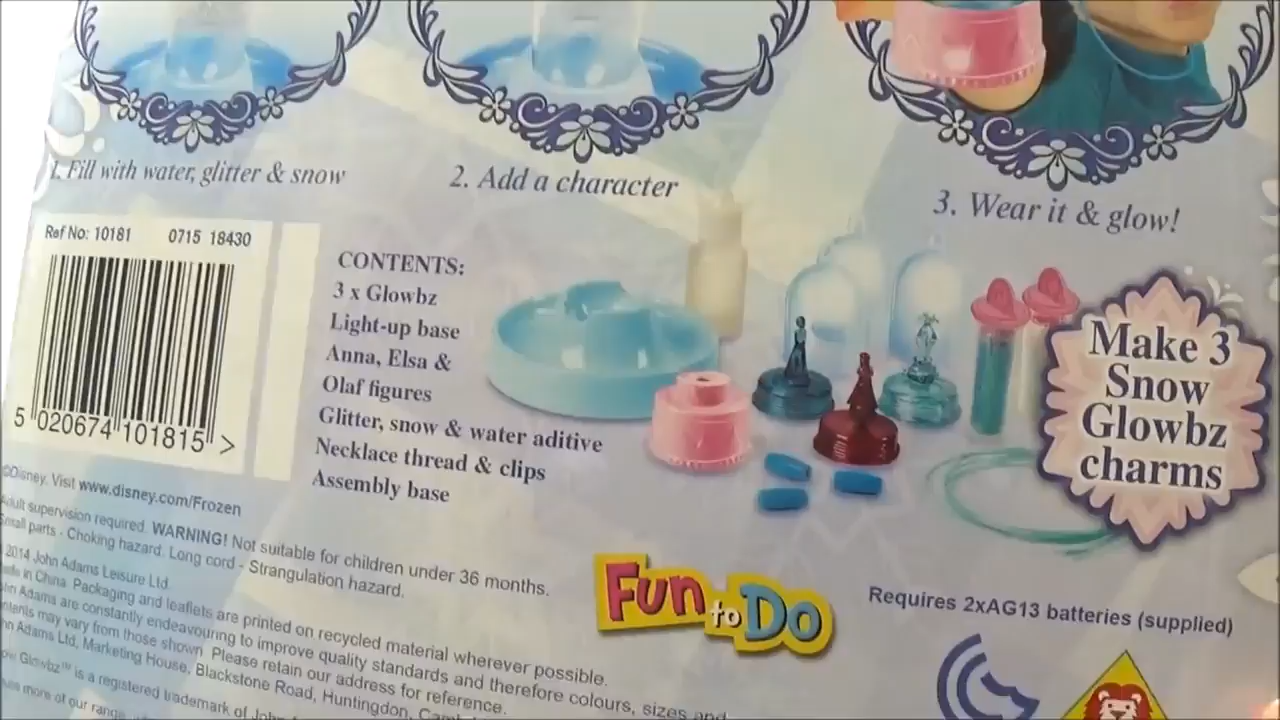 1. Fill with water, glitter & snow
2. Add a character
3. Wear it & glow!
Ref No: 10181 0715 18430
5 020674 101815 >
CONTENTS:
3 x Glowbz
Light-up base
Anna, Elsa &
Olaf figures
Glitter, snow & water aditive
Necklace thread & clips
Assembly base
Make 3
Snow
Glowbz
charms
©Disney. Visit www.disney.com/Frozen
Adult supervision required. WARNING! Not suitable for children under 36 months.
Small parts - Choking hazard. Long cord - Strangulation hazard.
Fun to Do
Requires 2xAG13 batteries (supplied)
2014 John Adams Leisure Ltd.
in China. Packaging and leaflets are printed on recycled material wherever possible.
John Adams are constantly endeavouring to improve quality standards and therefore colours, sizes and
may vary from those shown. Please retain our address for reference.
John Adams Ltd, Marketing House, Blackstone Road, Huntingdon,
Glowbz™ is a registered trademark of
more of our range